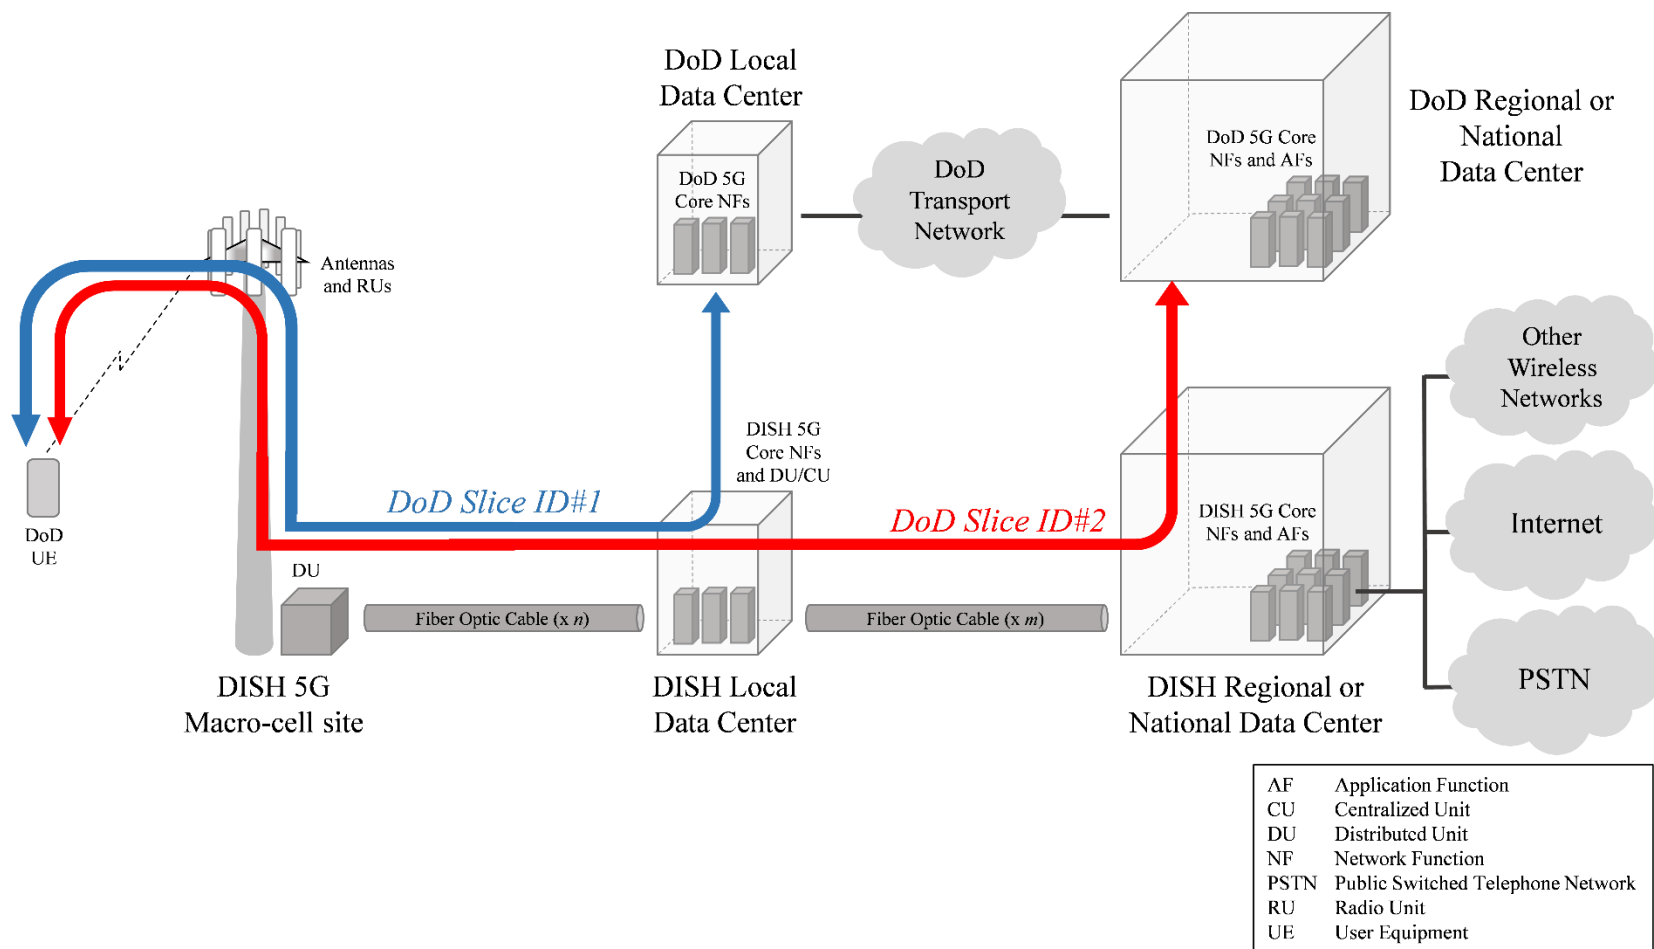 DoD Local
Data Center
DoD 5G
Core NFs
DoD
Transport
Network
DoD 5G Core
NFs and AFs
DoD Regional or
National
Data Center
Antennas
and RUs
Other
Wireless
Networks
DISH 5G
Core NFs
and DU/CU
DoD Slice ID#1
DoD Slice ID#2
DISH 5G Core
NFs and AFs
Internet
DoD
UE
DU
Fiber Optic Cable (x n)
Fiber Optic Cable (x m)
PSTN
DISH 5G
Macro-cell site
DISH Local
Data Center
DISH Regional or
National Data Center
AF Application Function
CU Centralized Unit
DU Distributed Unit
NF Network Function
PSTN Public Switched Telephone Network
RU Radio Unit
UE User Equipment